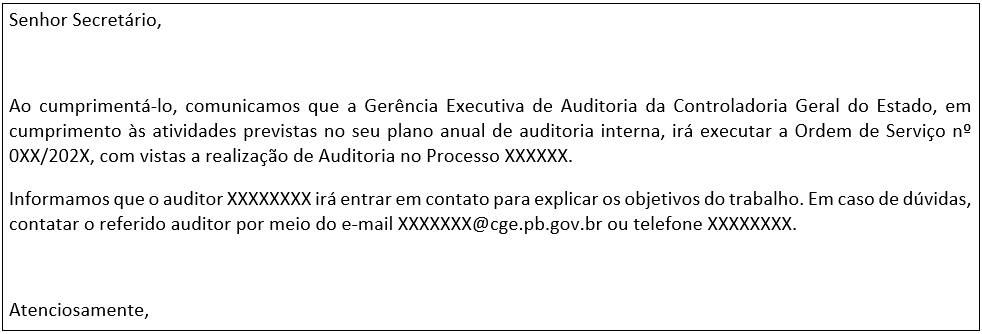 Senhor Secretário,
Ao cumprimentá-lo, comunicamos que a Gerência Executiva de Auditoria da Controladoria Geral do Estado, em
cumprimento às atividades previstas no seu plano anual de auditoria interna, irá executar a Ordem de Serviço nº
0XX/202X, com vistas a realização de Auditoria no Processo XXXXXX.
Informamos que o auditor XXXXXXXX irá entrar em contato para explicar os objetivos do trabalho. Em caso de dúvidas,
contatar o referido auditor por meio do e-mail XXXXXXX@cge.pb.gov.br ou telefone XXXXXXXX.
Atenciosamente,